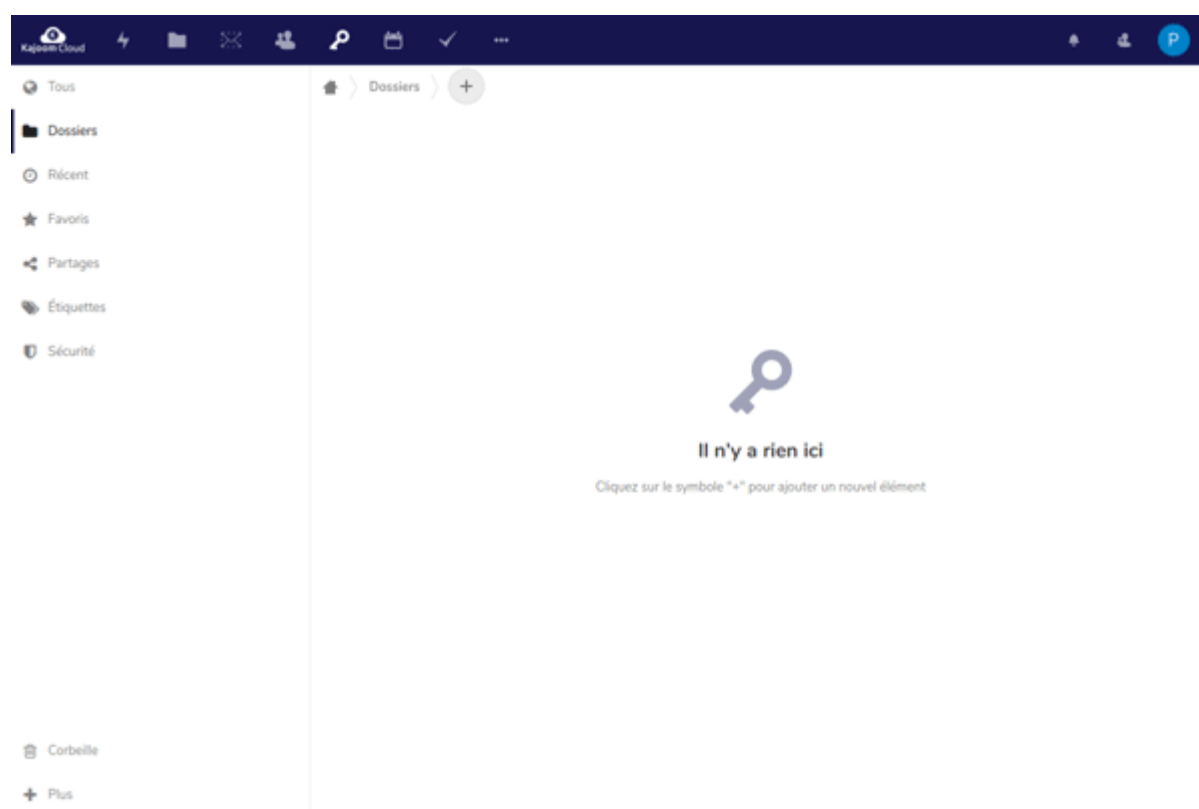 Kajoom Cloud
P
Tous
Dossiers
Dossiers
+
Récent
Favoris
Partages
Étiquettes
Sécurité
Il n'y a rien ici
Cliquez sur le symbole "+" pour ajouter un nouvel élément
Corbeille
Plus